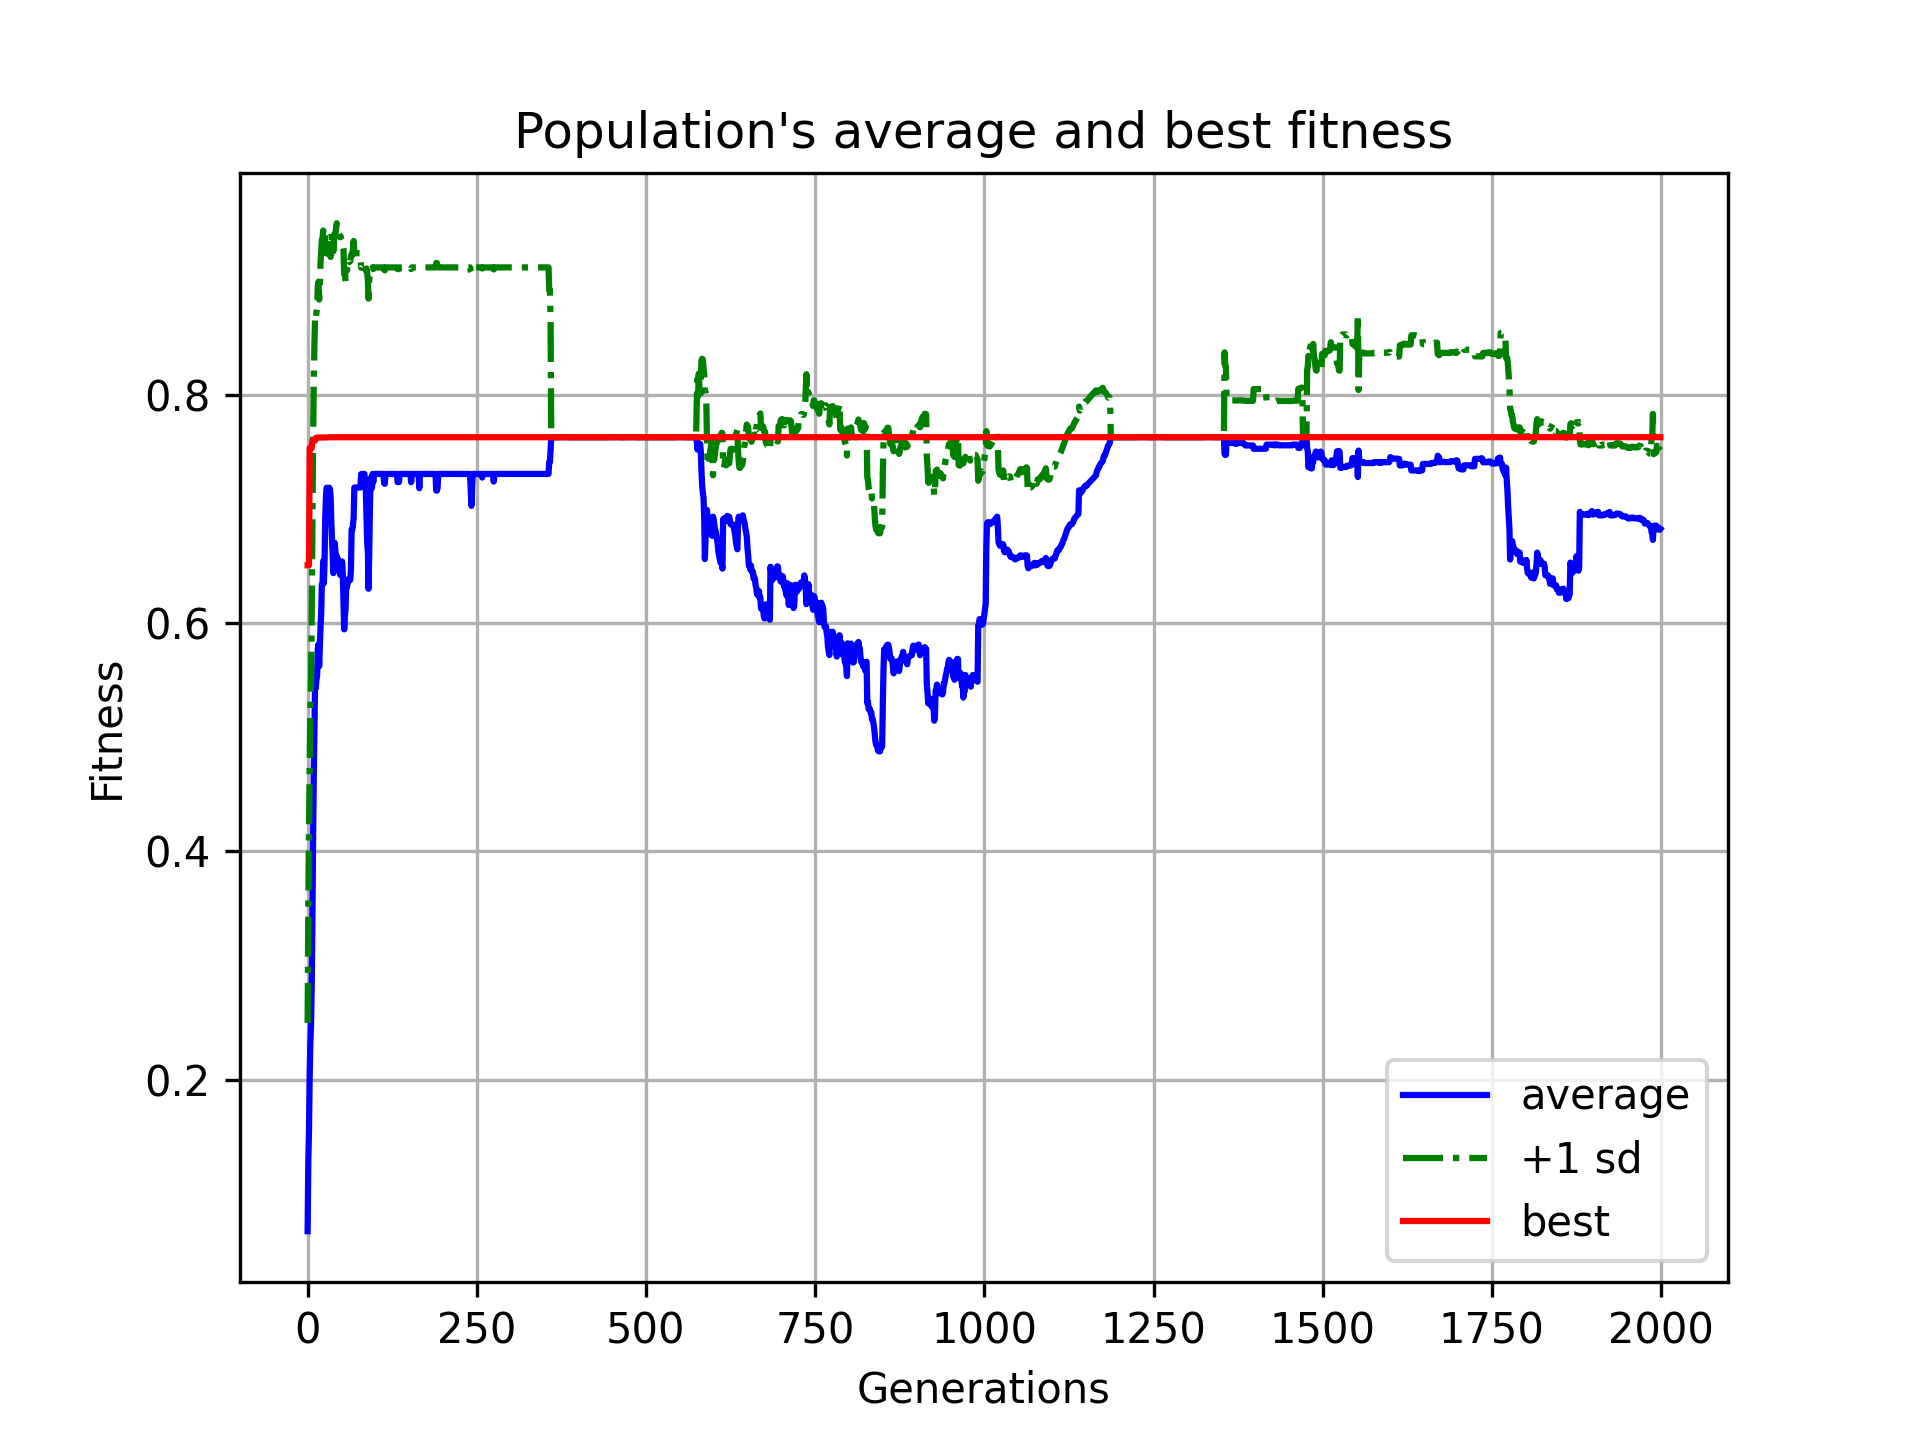 Population's average and best fitness
Fitness
0.8
0.6
0.4
0.2
0 250 500 750 1000 1250 1500 1750 2000
Generations
average
+1 sd
best